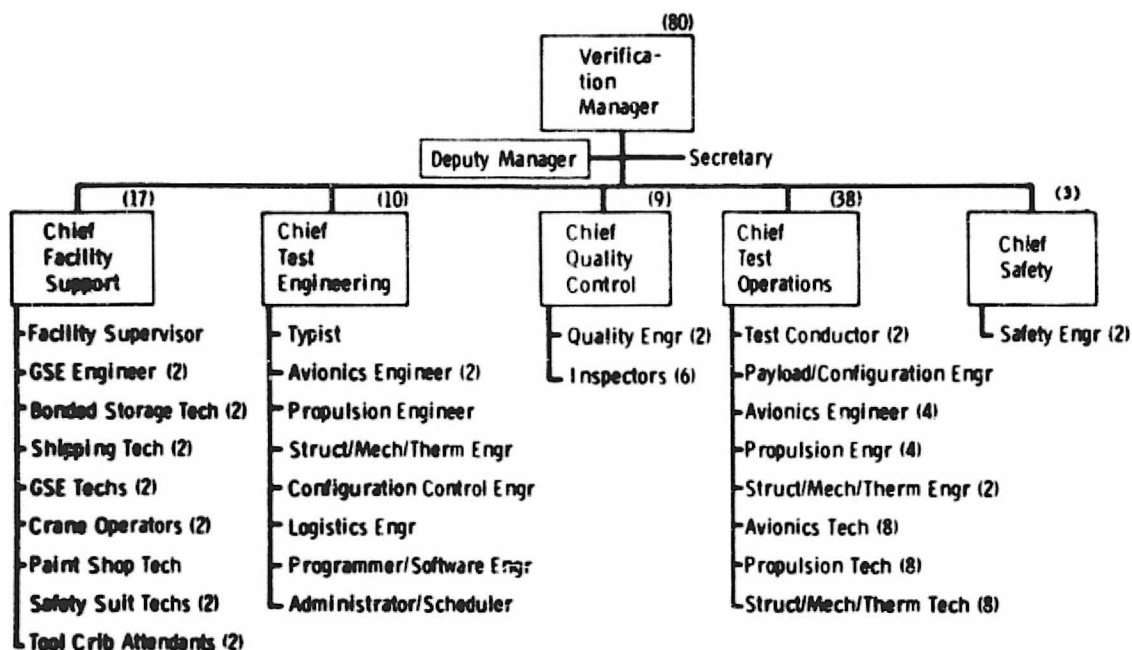 (80)
Verifica-
tion
Manager
Deputy Manager
Secretary
(17)
Chief
Facility
Support
Facility Supervisor
GSE Engineer (2)
Bonded Storage Tech (2)
Shipping Tech (2)
GSE Techs (2)
Crane Operators (2)
Paint Shop Tech
Safety Suit Techs (2)
Tool Crib Attendants (2)
(10)
Chief
Test
Engineering
Typist
Avionics Engineer (2)
Propulsion Engineer
Struct/Mech/Therm Engr
Configuration Control Engr
Logistics Engr
Programmer/Software Engr
Administrator/Scheduler
(9)
Chief
Quality
Control
Quality Engr (2)
Inspectors (6)
(38)
Chief
Test
Operations
Test Conductor (2)
Payload/Configuration Engr
Avionics Engineer (4)
Propulsion Engr (4)
Struct/Mech/Therm Engr (2)
Avionics Tech (8)
Propulsion Tech (8)
Struct/Mech/Therm Tech (8)
(3)
Chief
Safety
Safety Engr (2)